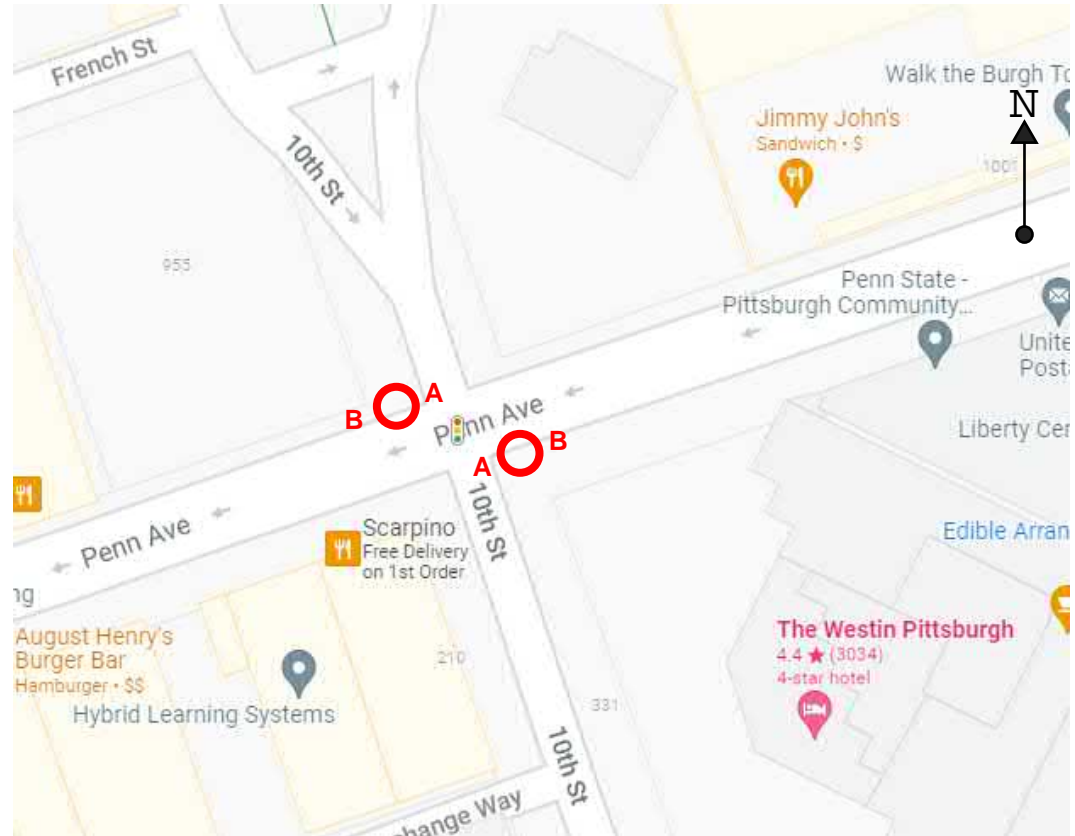 French St
Walk the Burgh To
N
Jimmy John's
Sandwich • $
1001
10th St
955
Penn State -
Pittsburgh Community...
Unite
Posta
A
B
Penn Ave
B
A
Liberty Cen
10th St
Scarpino
Free Delivery
on 1st Order
Penn Ave
Edible Arran
ng
August Henry's
Burger Bar
Hamburger • $$
210
The Westin Pittsburgh
4.4 ★ (3034)
4-star hotel
Hybrid Learning Systems
331
10th St
change Way